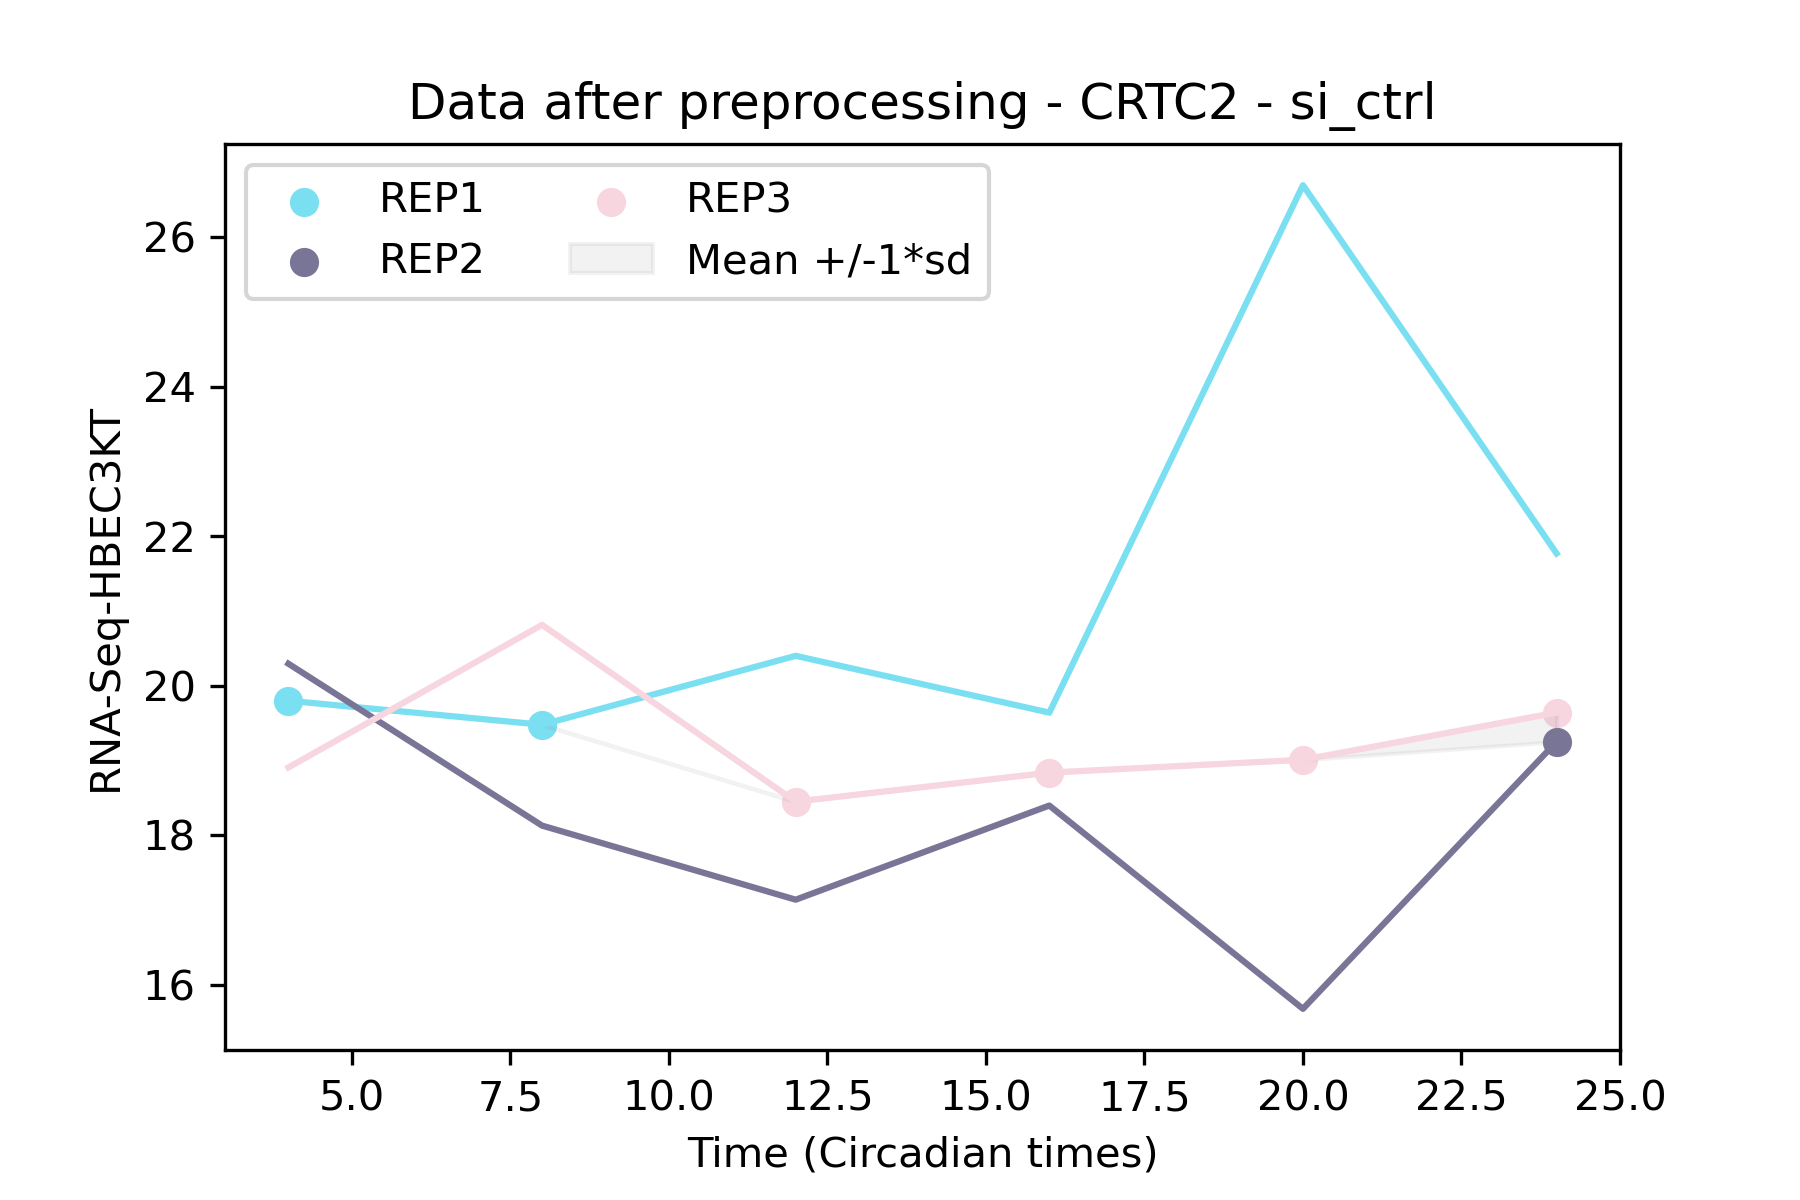 Data after preprocessing - CRTC2 - si_ctrl
REP1
REP2
REP3
Mean +/-1*sd
RNA-Seq-HBEC3KT
26
24
22
20
18
16
5.0 7.5 10.0 12.5 15.0 17.5 20.0 22.5 25.0
Time (Circadian times)